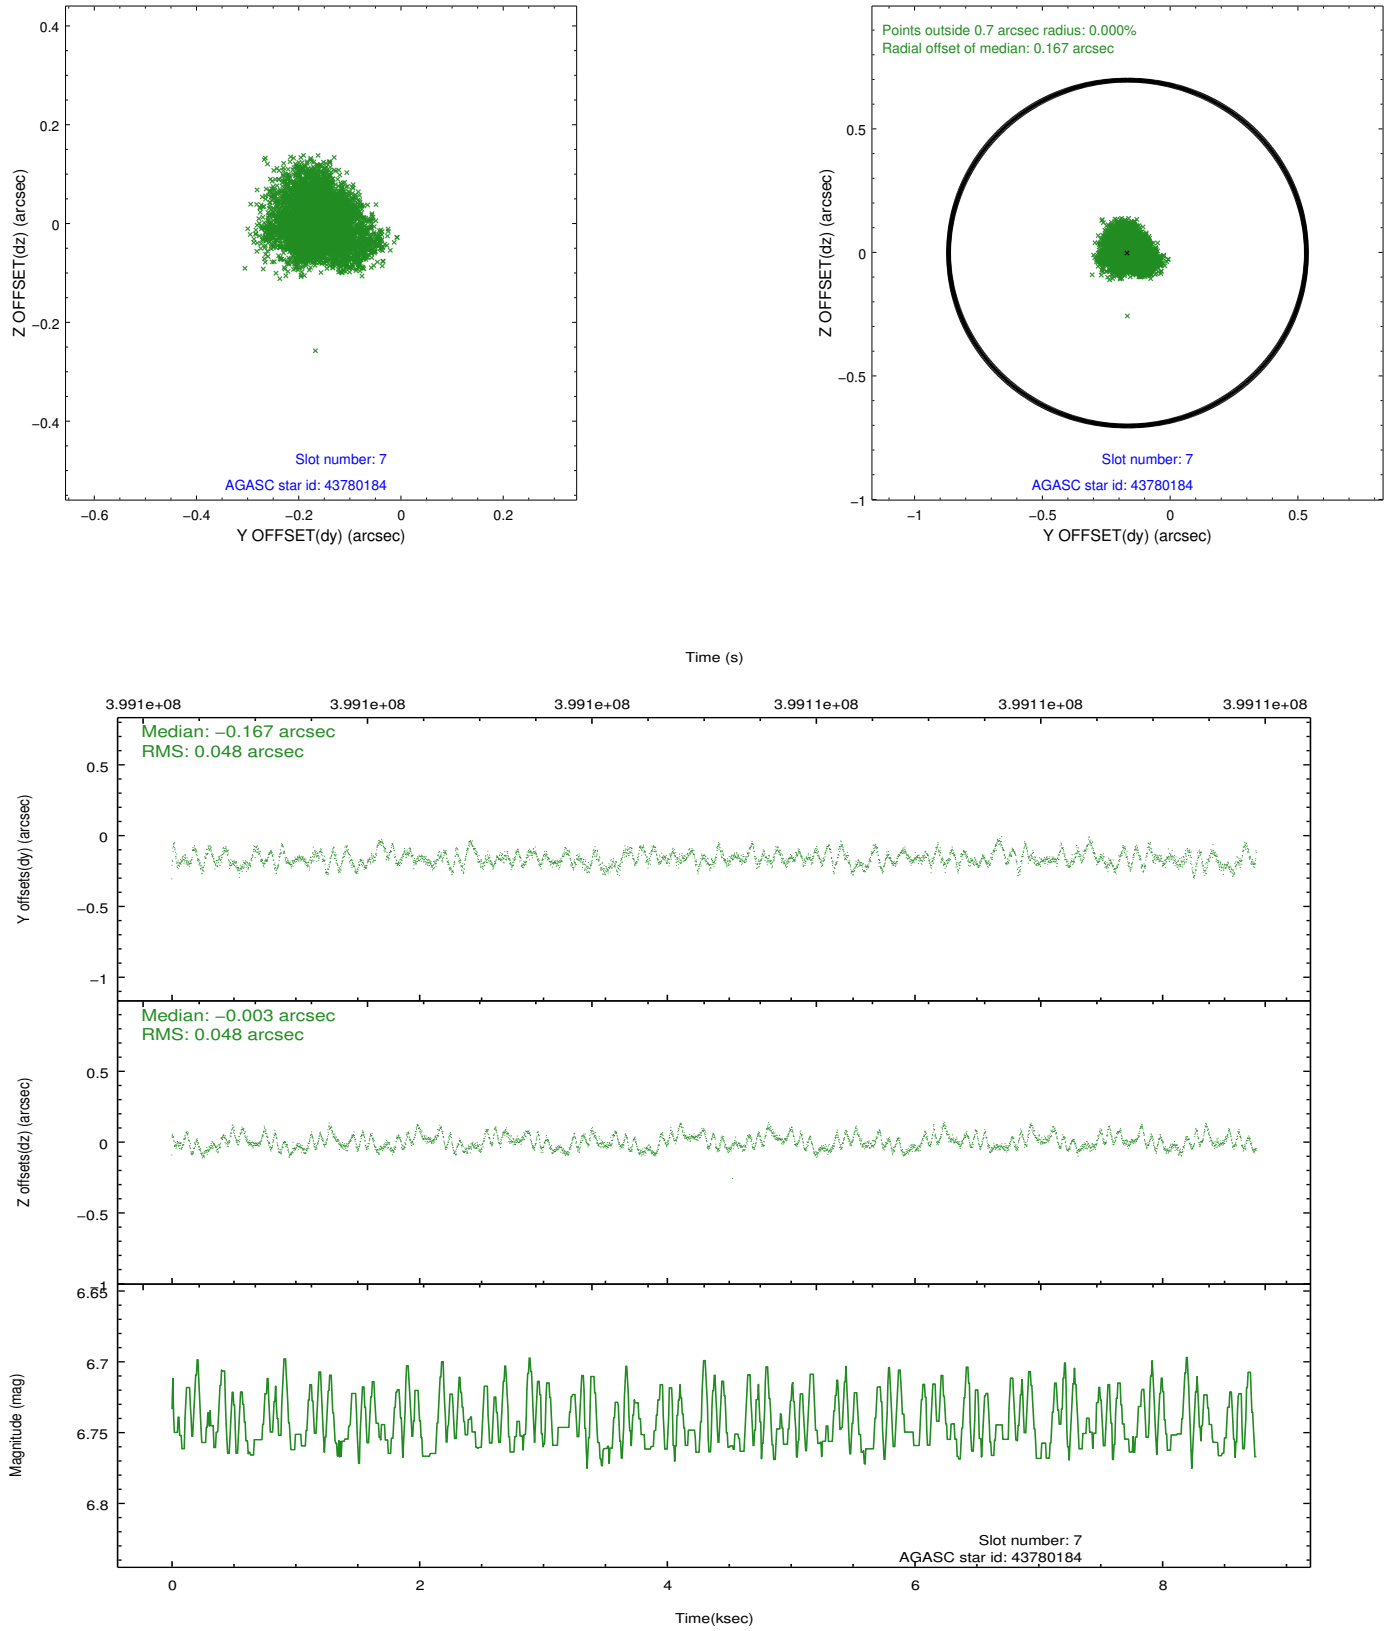 0.4
0.2
0
−0.2
−0.4
Z OFFSET(dz) (arcsec)
Slot number: 7
AGASC star id: 43780184
−0.6
−0.4
−0.2
0
0.2
Y OFFSET(dy) (arcsec)
Points outside 0.7 arcsec radius: 0.000%
Radial offset of median: 0.167 arcsec
0.5
0
−0.5
−1
Z OFFSET(dz) (arcsec)
Slot number: 7
AGASC star id: 43780184
−1
−0.5
0
0.5
Y OFFSET(dy) (arcsec)
Time (s)
3.991e+08
3.991e+08
3.991e+08
3.9911e+08
3.9911e+08
3.9911e+08
Median: −0.167 arcsec
RMS: 0.048 arcsec
0.5
0
−0.5
−1
Y offsets(dy) (arcsec)
Median: −0.003 arcsec
RMS: 0.048 arcsec
0.5
0
−0.5
−1
Z offsets(dz) (arcsec)
6.65
6.7
6.75
6.8
Magnitude (mag)
Slot number: 7
AGASC star id: 43780184
0
2
4
6
8
Time(ksec)